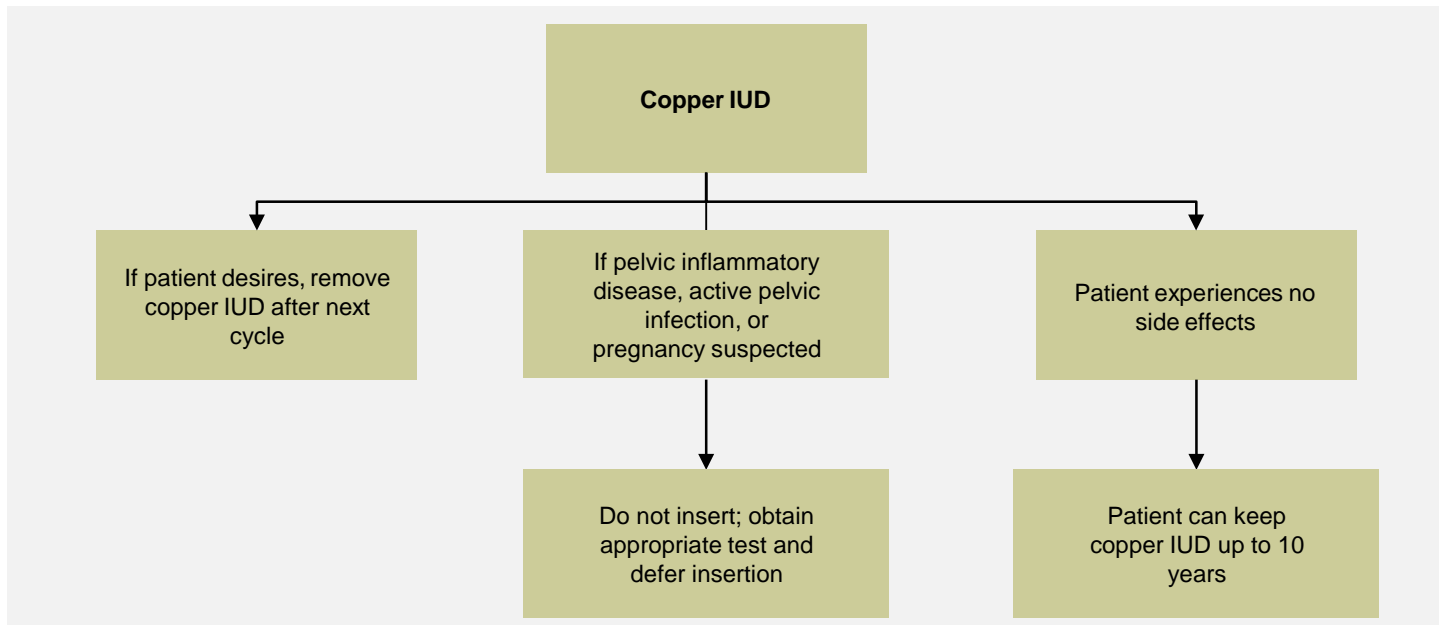 Copper IUD
If patient desires, remove
copper IUD after next
cycle
If pelvic inflammatory
disease, active pelvic
infection, or
pregnancy suspected
Patient experiences no
side effects
Do not insert; obtain
appropriate test and
defer insertion
Patient can keep
copper IUD up to 10
years